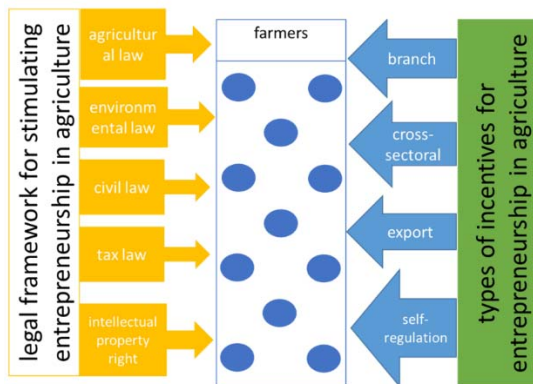 legal framework for stimulating
entrepreneurship in agriculture
agricultur
al law
environm
ental law
civil law
tax law
intellectual
property
right
farmers
branch
cross-
sectoral
export
self-
regulation
types of incentives for
entrepreneurship in agriculture